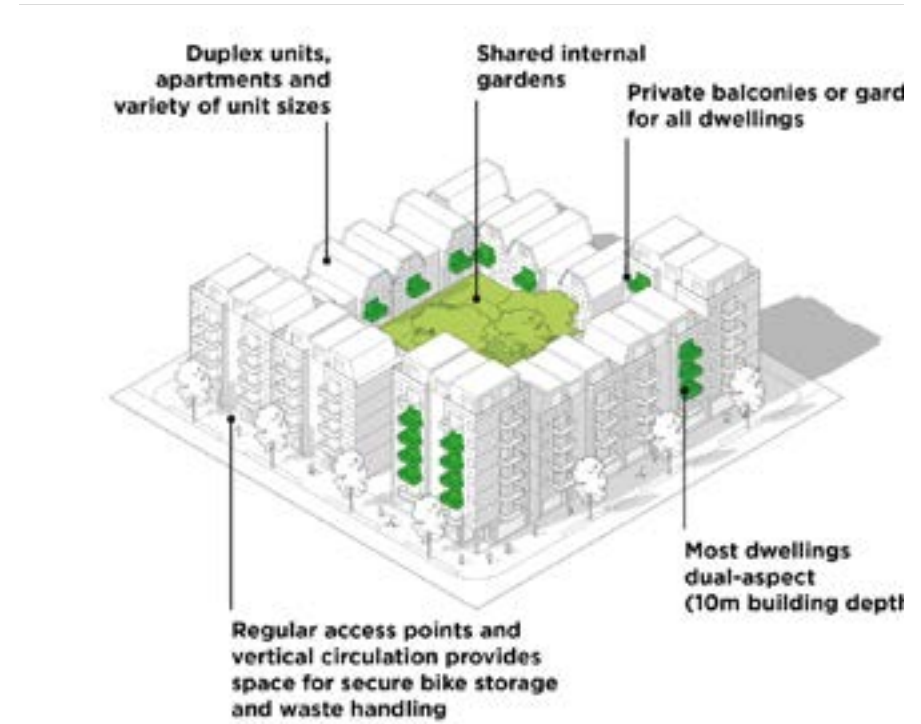 Duplex units,
apartments and
variety of unit sizes
Shared internal
gardens
Private balconies or gard
for all dwellings
Most dwellings
dual-aspect
(10m building depth
Regular access points and
vertical circulation provides
space for secure bike storage
and waste handling